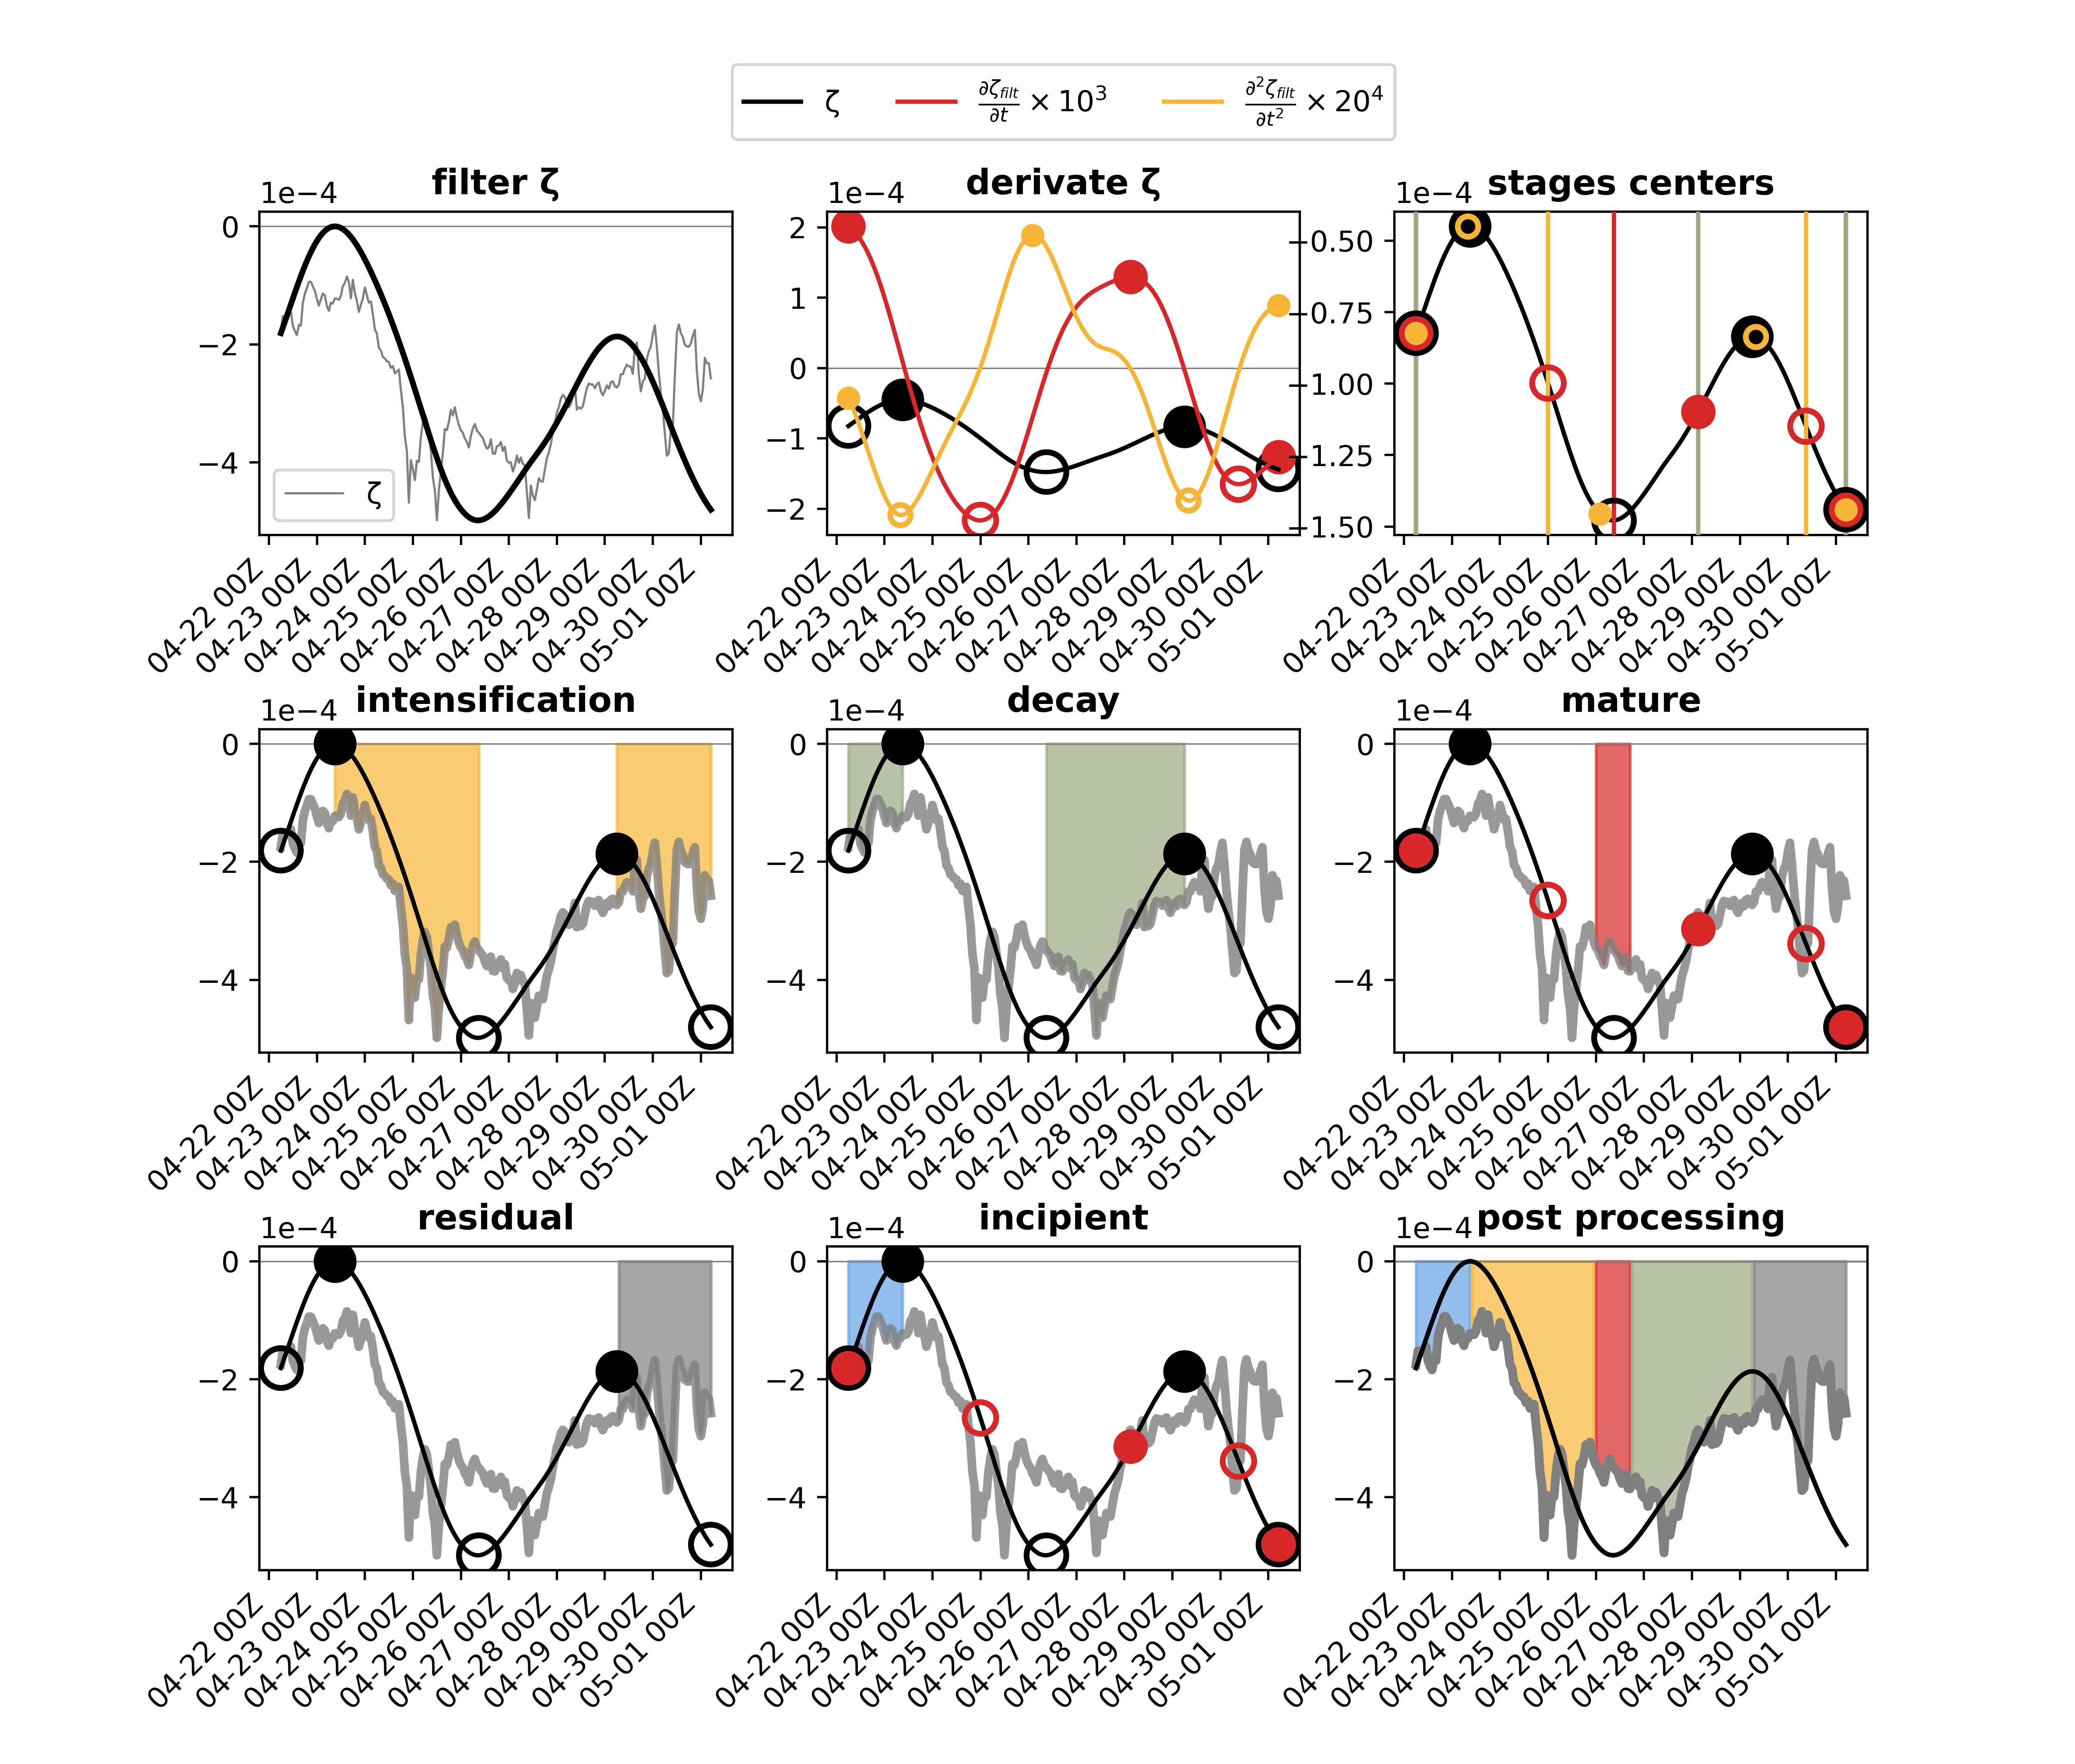 ζ ∂ζfilt/∂t × 10³ ∂²ζfilt/∂t² × 20⁴
filter ζ
1e−4
0
−2
−4
ζ
04-22 00Z
04-23 00Z
04-24 00Z
04-25 00Z
04-26 00Z
04-27 00Z
04-28 00Z
04-29 00Z
04-30 00Z
05-01 00Z
derivate ζ
1e−4
2
1
0
−1
−2
04-22 00Z
04-23 00Z
04-24 00Z
04-25 00Z
04-26 00Z
04-27 00Z
04-28 00Z
04-29 00Z
04-30 00Z
05-01 00Z
−0.50
−0.75
−1.00
−1.25
−1.50
stages centers
1e−4
0.50
0.75
1.00
1.25
1.50
04-22 00Z
04-23 00Z
04-24 00Z
04-25 00Z
04-26 00Z
04-27 00Z
04-28 00Z
04-29 00Z
04-30 00Z
05-01 00Z
intensification
1e−4
0
−2
−4
04-22 00Z
04-23 00Z
04-24 00Z
04-25 00Z
04-26 00Z
04-27 00Z
04-28 00Z
04-29 00Z
04-30 00Z
05-01 00Z
decay
1e−4
0
−2
−4
04-22 00Z
04-23 00Z
04-24 00Z
04-25 00Z
04-26 00Z
04-27 00Z
04-28 00Z
04-29 00Z
04-30 00Z
05-01 00Z
mature
1e−4
0
−2
−4
04-22 00Z
04-23 00Z
04-24 00Z
04-25 00Z
04-26 00Z
04-27 00Z
04-28 00Z
04-29 00Z
04-30 00Z
05-01 00Z
residual
1e−4
0
−2
−4
04-22 00Z
04-23 00Z
04-24 00Z
04-25 00Z
04-26 00Z
04-27 00Z
04-28 00Z
04-29 00Z
04-30 00Z
05-01 00Z
incipient
1e−4
0
−2
−4
04-22 00Z
04-23 00Z
04-24 00Z
04-25 00Z
04-26 00Z
04-27 00Z
04-28 00Z
04-29 00Z
04-30 00Z
05-01 00Z
post processing
1e−4
0
−2
−4
04-22 00Z
04-23 00Z
04-24 00Z
04-25 00Z
04-26 00Z
04-27 00Z
04-28 00Z
04-29 00Z
04-30 00Z
05-01 00Z